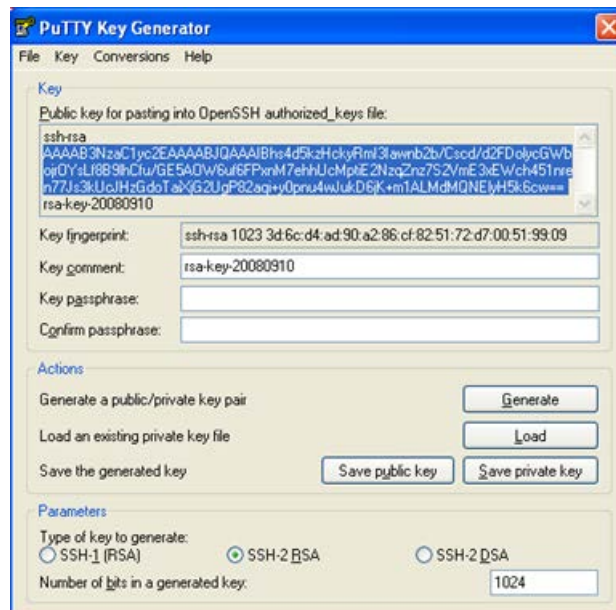 PuTTY Key Generator
File Key Conversions Help
Key
Public key for pasting into OpenSSH authorized_keys file:
ssh-rsa
rsa-key-20080910
Key fingerprint: ssh-rsa 1023 3d:6c:d4:ad:90:a2:86:cf:82:51:72:d7:00:51:99:09
Key comment: rsa-key-20080910
Key passphrase:
Confirm passphrase:
Actions
Generate a public/private key pair Generate
Load an existing private key file Load
Save the generated key Save public key Save private key
Parameters
Type of key to generate:
SSH-1 (RSA) SSH-2 RSA SSH-2 DSA
Number of bits in a generated key: 1024